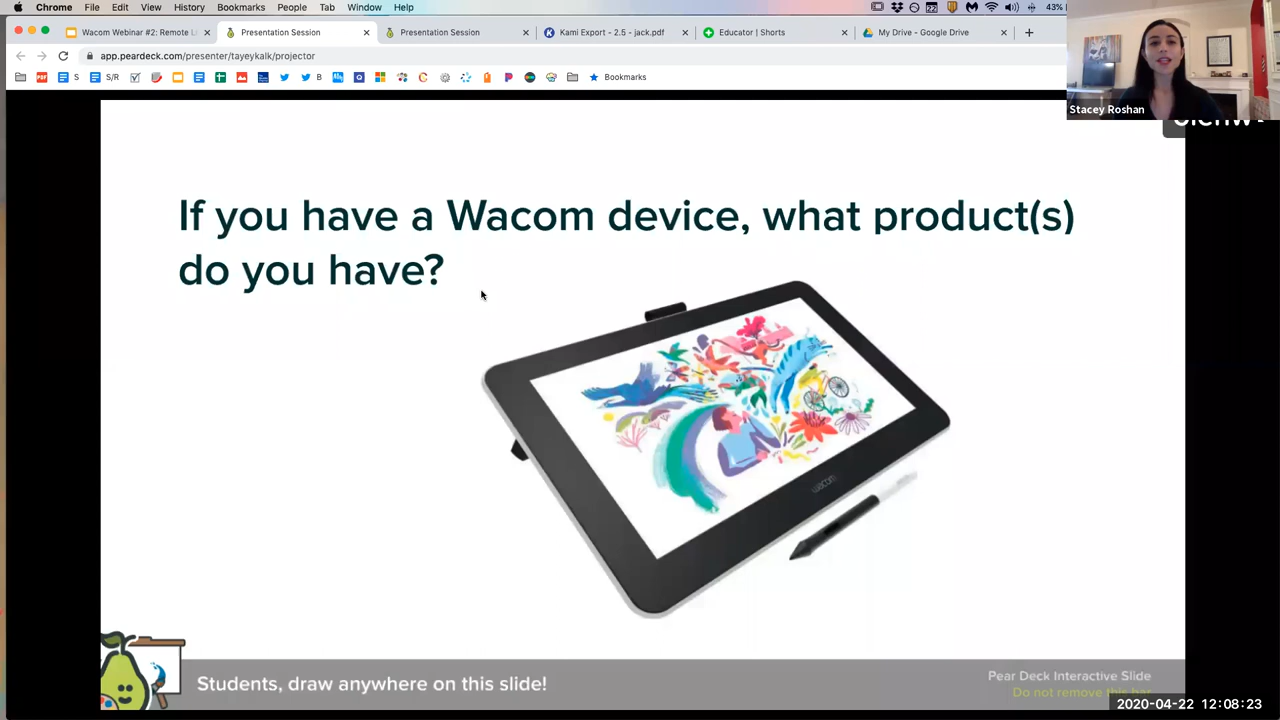 Chrome File Edit View History Bookmarks People Tab Window Help 22 43%
Wacom Webinar #2: Remote L Presentation Session Presentation Session Kami Export - 2.5 - jack.pdf Educator | Shorts My Drive - Google Drive
app.peardeck.com/presenter/tayeykalk/projector
S S/R B Bookmarks
Stacey Roshan
If you have a Wacom device, what product(s)
do you have?
wacom
Students, draw anywhere on this slide!
Pear Deck Interactive Slide
Do not remove this bar
2020-04-22 12:08:23